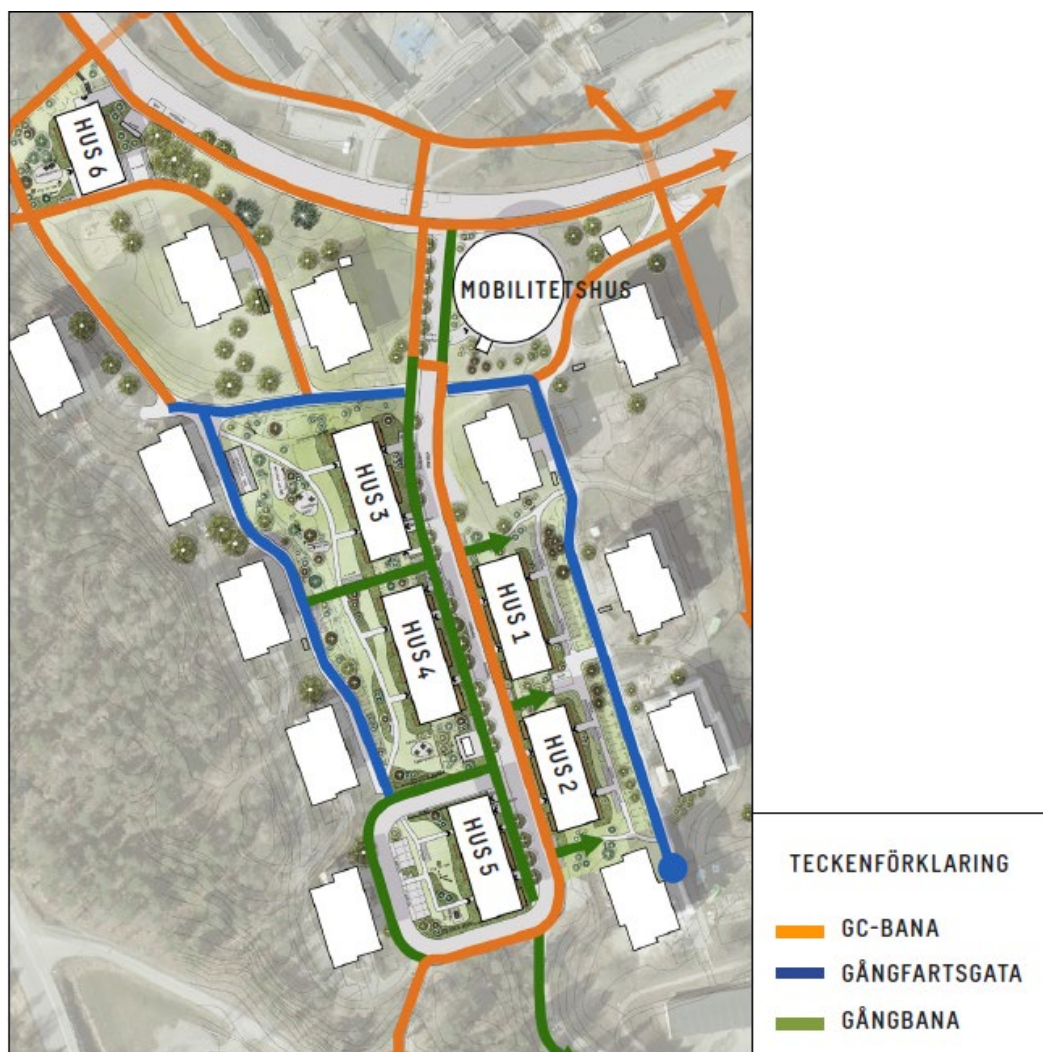 HUS 6
MOBILITETSHUS
HUS 3
HUS 1
HUS 4
HUS 2
HUS 5
TECKENFÖRKLARING
GC-BANA
GÅNGFARTSGATA
GÅNGBANA